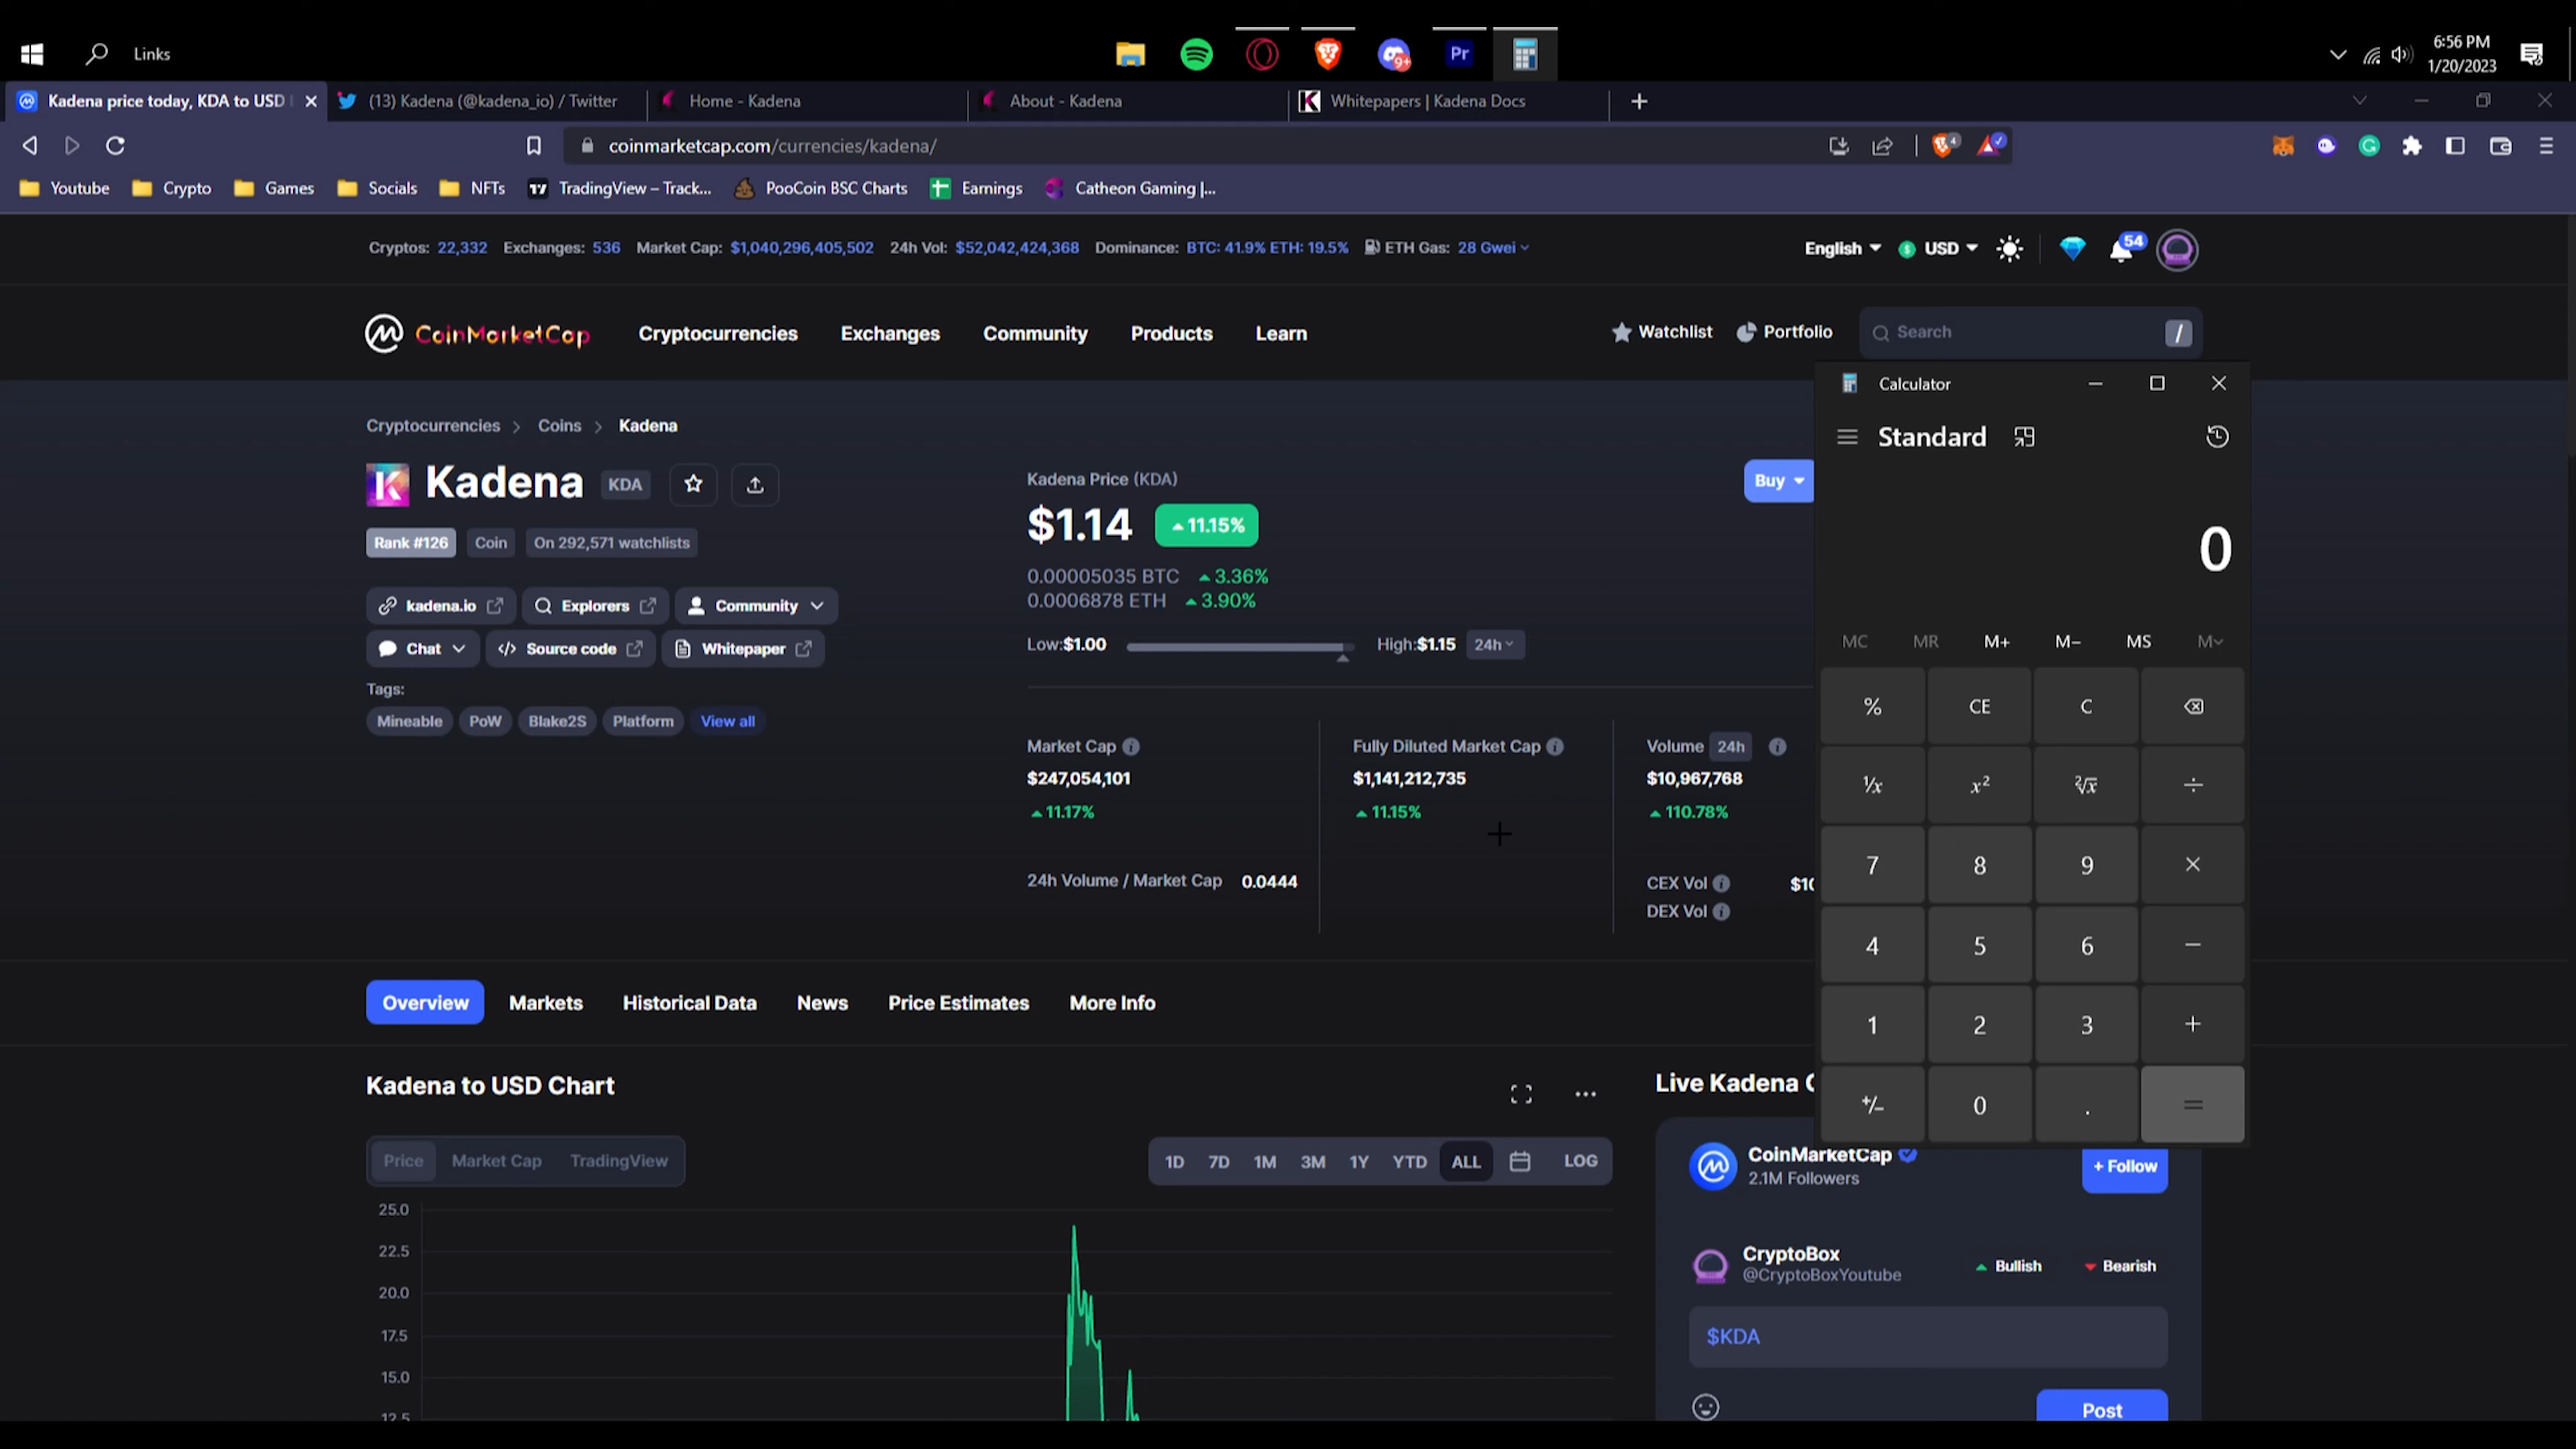 Links
9+
Pr
6:56 PM
1/20/2023
Kadena price today, KDA to USD
(13) Kadena (@kadena_io) / Twitter
Home - Kadena
About - Kadena
Whitepapers | Kadena Docs
coinmarketcap.com/currencies/kadena/
4
Youtube
Crypto
Games
Socials
NFTs
TradingView – Track...
PooCoin BSC Charts
Earnings
Catheon Gaming |...
Cryptos: 22,332 Exchanges: 536 Market Cap: $1,040,296,405,502 24h Vol: $52,042,424,368 Dominance: BTC: 41.9% ETH: 19.5% ETH Gas: 28 Gwei
English
USD
54
CoinMarketCap
Cryptocurrencies
Exchanges
Community
Products
Learn
Watchlist
Portfolio
Search
/
Cryptocurrencies > Coins > Kadena
Kadena KDA
Rank #126
Coin
On 292,571 watchlists
kadena.io
Explorers
Community
Chat
Source code
Whitepaper
Tags:
Mineable
PoW
Blake2S
Platform
View all
Kadena Price (KDA)
$1.14 11.15%
0.00005035 BTC 3.36%
0.0006878 ETH 3.90%
Low:$1.00
High:$1.15
24h
Buy
Market Cap
$247,054,101
11.17%
24h Volume / Market Cap 0.0444
Fully Diluted Market Cap
$1,141,212,735
11.15%
Volume 24h
$10,967,768
110.78%
CEX Vol $10
DEX Vol
Calculator
Standard
0
MC MR M+ M− MS M
% CE C
1/x x² ²√x ÷
7 8 9 ×
4 5 6 −
1 2 3 +
+/− 0 . =
Overview
Markets
Historical Data
News
Price Estimates
More Info
Kadena to USD Chart
Price
Market Cap
TradingView
1D 7D 1M 3M 1Y YTD ALL LOG
25.0
22.5
20.0
17.5
15.0
12.5
Live Kadena
CoinMarketCap
2.1M Followers
+ Follow
CryptoBox
@CryptoBoxYoutube
Bullish
Bearish
$KDA
Post